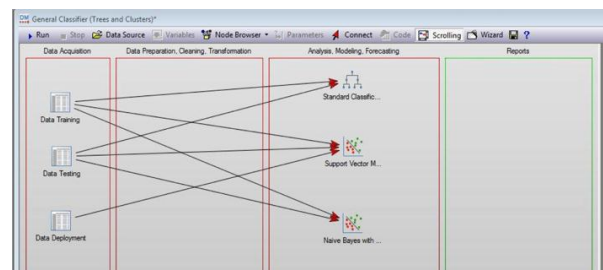 General Classifier (Trees and Clusters)*
Run Stop Data Source Variables Node Browser Parameters Connect Code Scrolling Wizard ?
Data Acquisition Data Preparation, Cleaning, Transformation Analysis, Modeling, Forecasting Reports
Standard Classific...
Data Training
Support Vector M...
Data Testing
Data Deployment
Naive Bayes with ...